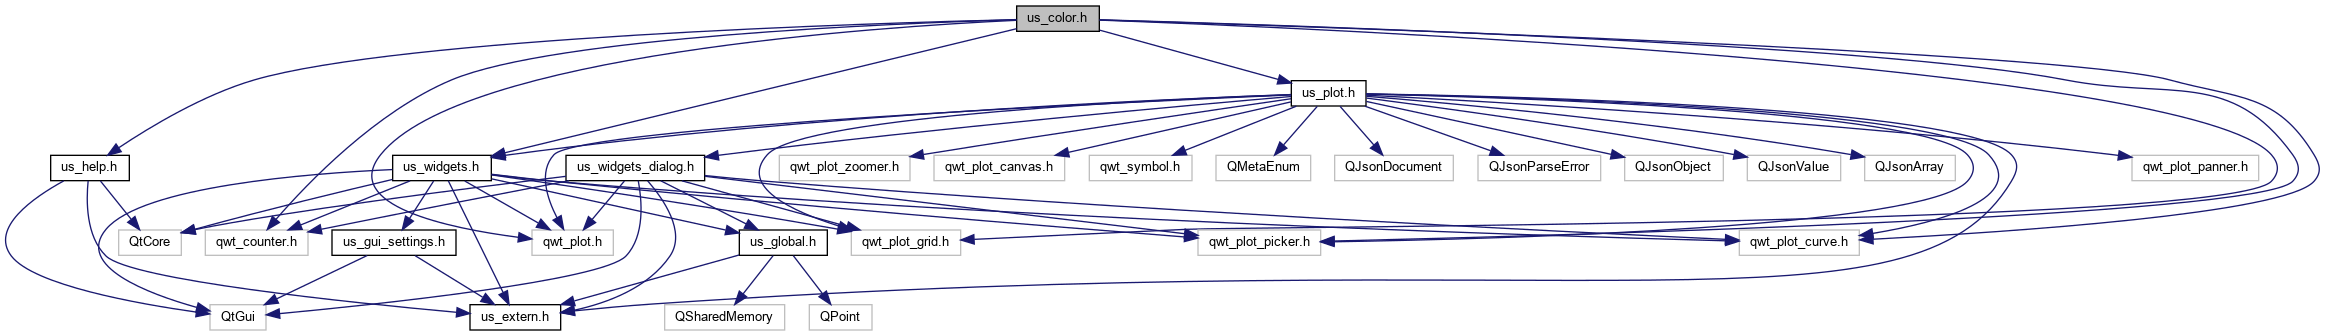 us_color.h
us_plot.h
us_help.h
us_widgets.h
us_widgets_dialog.h
qwt_plot_zoomer.h
qwt_plot_canvas.h
qwt_symbol.h
QMetaEnum
QJsonDocument
QJsonParseError
QJsonObject
QJsonValue
QJsonArray
qwt_plot_panner.h
QtCore
qwt_counter.h
us_gui_settings.h
qwt_plot.h
us_global.h
qwt_plot_grid.h
qwt_plot_picker.h
qwt_plot_curve.h
QtGui
us_extern.h
QSharedMemory
QPoint